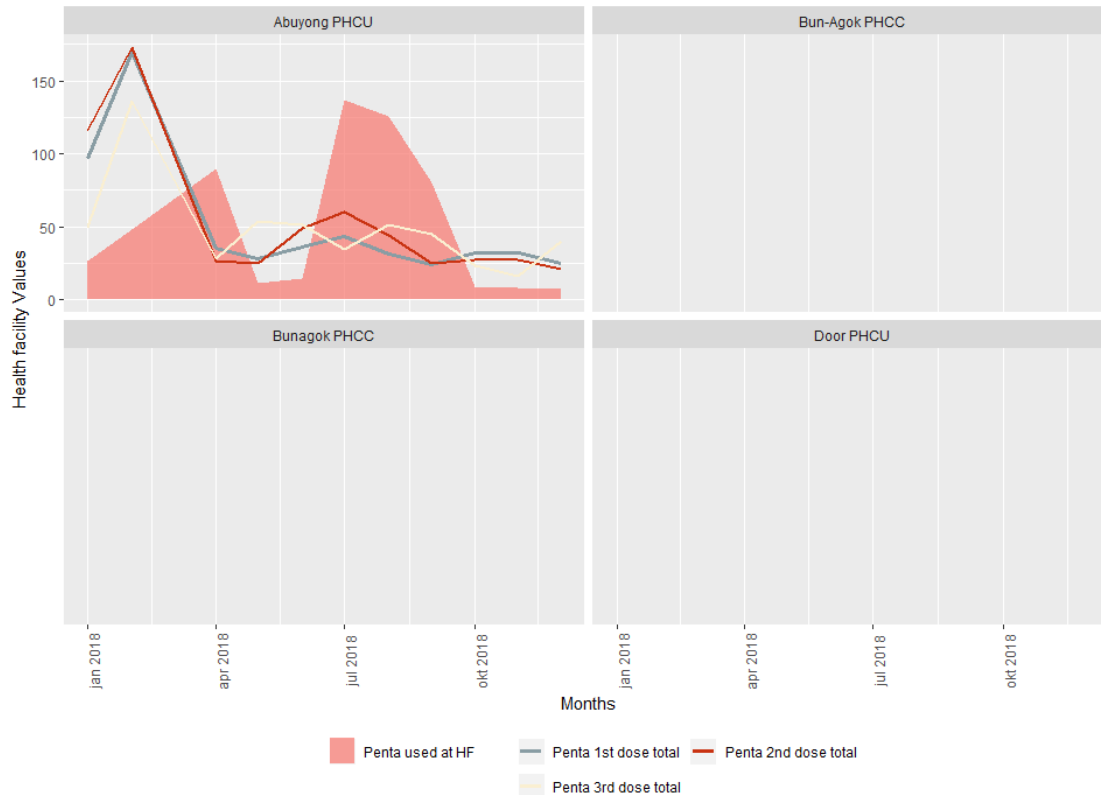 Abuyong PHCU
Bun-Agok PHCC
150
100
50
0
Health facility Values
Bunagok PHCC
Door PHCU
jan 2018
apr 2018
jul 2018
okt 2018
jan 2018
apr 2018
jul 2018
okt 2018
Months
Penta used at HF
Penta 1st dose total
Penta 2nd dose total
Penta 3rd dose total